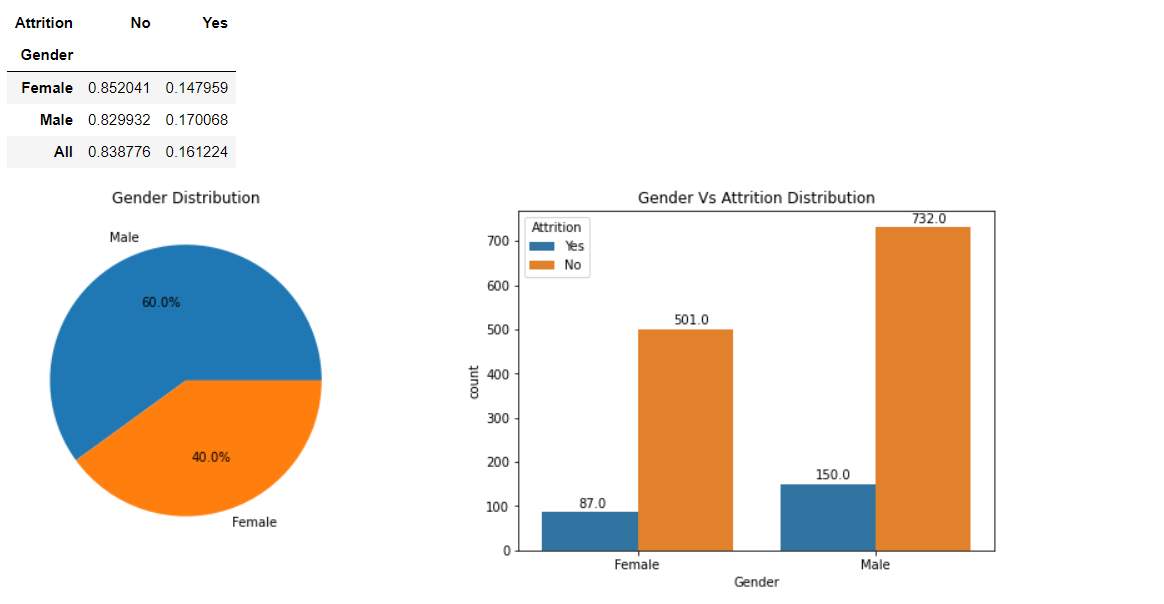 Attrition No Yes
Gender
Female 0.852041 0.147959
Male 0.829932 0.170068
All 0.838776 0.161224
Gender Distribution
Male
60.0%
40.0%
Female
Gender Vs Attrition Distribution
Attrition
Yes
No
732.0
700
600
501.0
500
400
count
300
200
150.0
100
87.0
0
Female Male
Gender